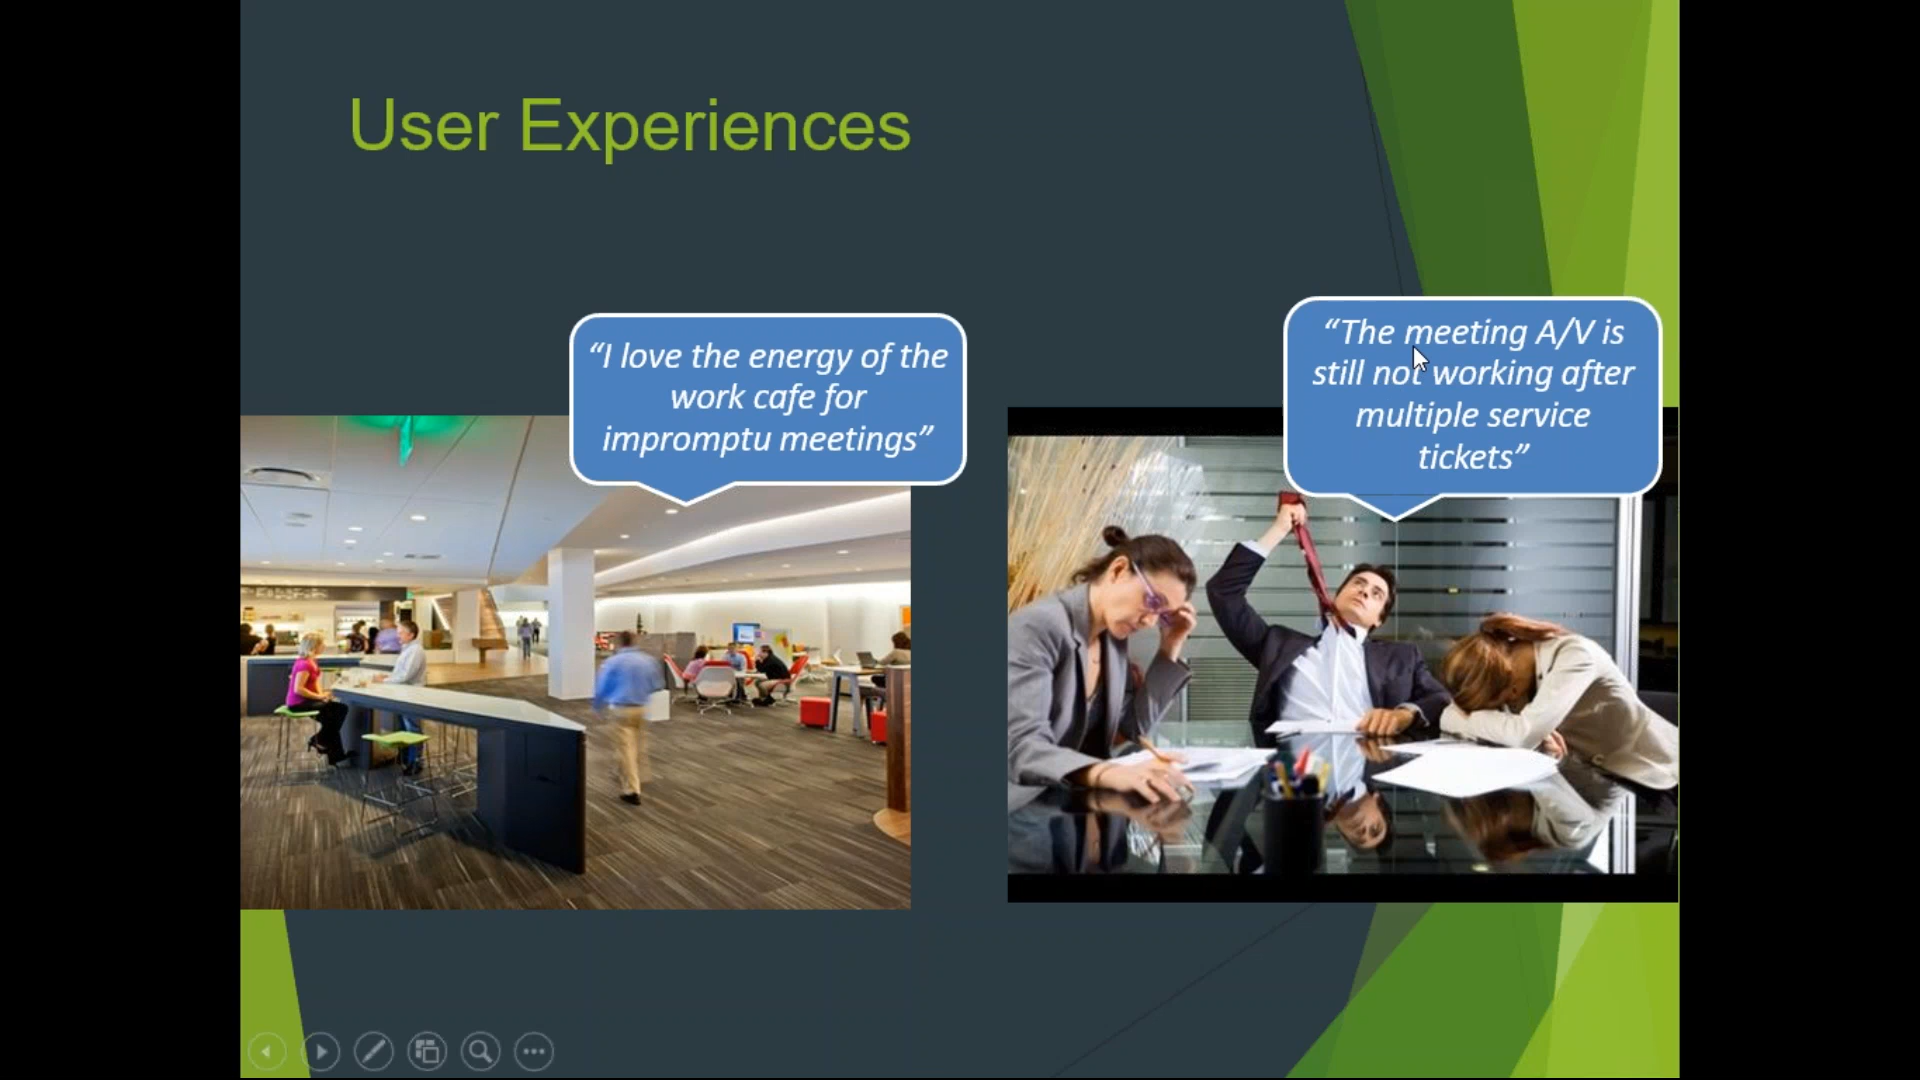 User Experiences
“I love the energy of the
work cafe for
impromptu meetings”
“The meeting A/V is
still not working after
multiple service
tickets”